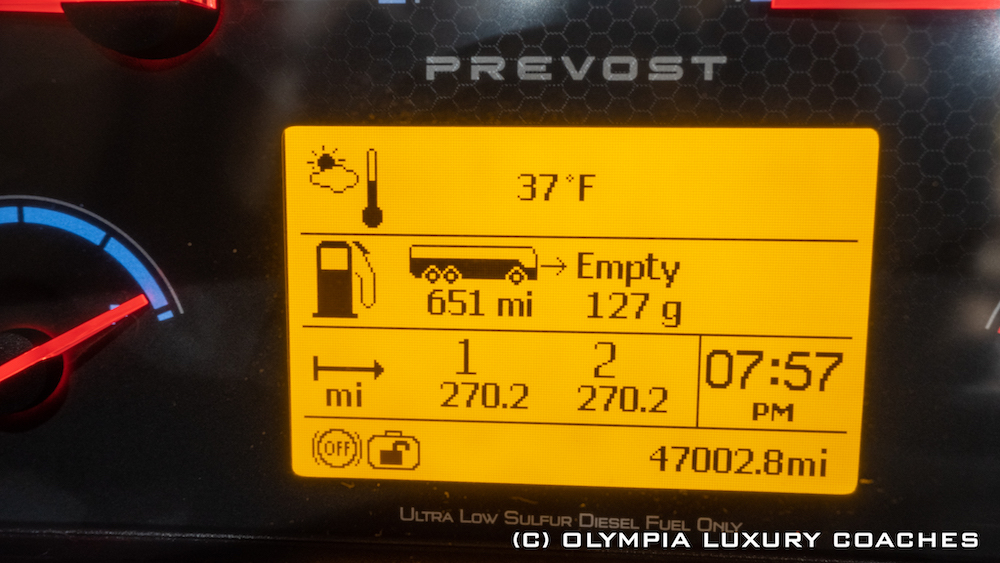 PREVOST
37°F
Empty
651 mi 127 g
1 2
mi 270.2 270.2
07:57
PM
OFF
47002.8mi
ULTRA LOW SULFUR DIESEL FUEL ONLY
(C) OLYMPIA LUXURY COACHES